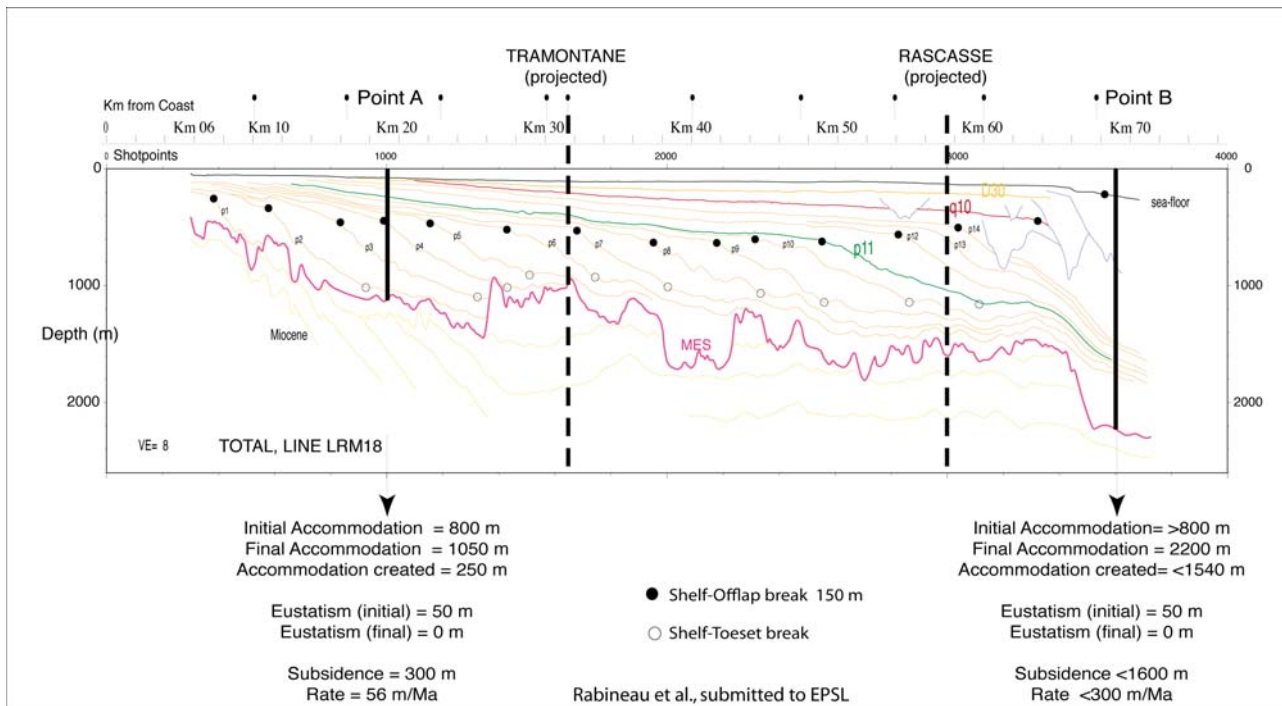 TRAMONTANE
(projected)
RASCASSE
(projected)
Km from Coast
Point A
Point B
0
Km 06
Km 10
Km 20
Km 30
Km 40
Km 50
Km 60
Km 70
0
Shotpoints
1000
2000
3000
4000
0
0
D30
q10
sea-floor
p1
p2
p3
p4
p5
p6
p7
p8
p9
p10
p11
p12
p13
p14
1000
1000
Depth (m)
Miocene
MES
2000
2000
VE= 8
TOTAL, LINE LRM18
Initial Accommodation = 800 m
Final Accommodation = 1050 m
Accommodation created = 250 m
Eustatism (initial) = 50 m
Eustatism (final) = 0 m
Subsidence = 300 m
Rate = 56 m/Ma
Shelf-Offlap break 150 m
Shelf-Toeset break
Rabineau et al., submitted to EPSL
Initial Accommodation= >800 m
Final Accommodation = 2200 m
Accommodation created= <1540 m
Eustatism (initial) = 50 m
Eustatism (final) = 0 m
Subsidence <1600 m
Rate <300 m/Ma